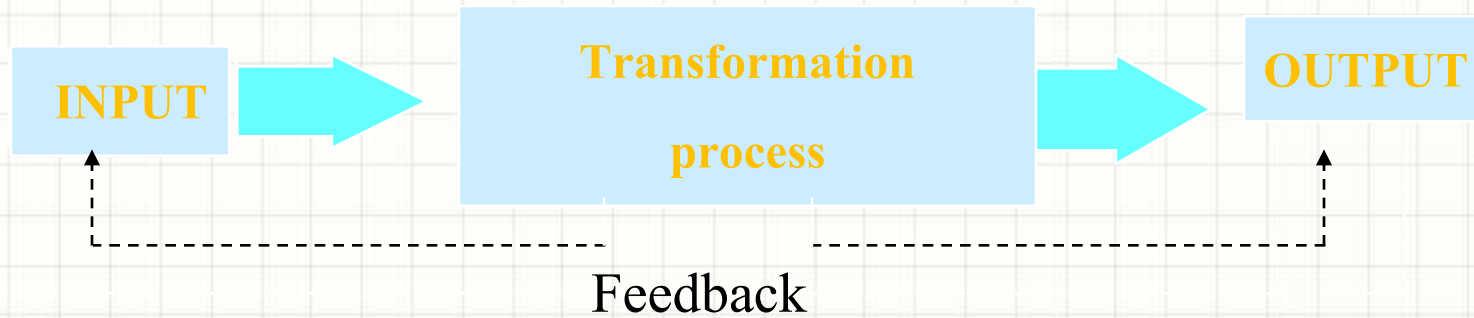 INPUT
Transformation
process
OUTPUT
Feedback